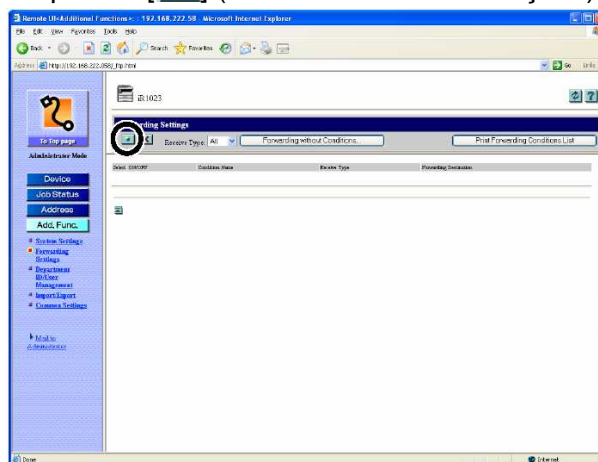 Remote UI<Additional Functions>: : 192.168.222.58 - Microsoft Internet Explorer
File Edit View Favorites Tools Help
Back Search Favorites
Address http://192.168.222.58/ Go Links
iR1023
To Top page
Administrator Mode
Device
Job Status
Address
Add. Func.
System Settings
Forwarding
Settings
Department
ID/User
Management
Import/Export
Common Settings
Mail to
Administrator
Forwarding Settings
Receive Type: All Forwarding without Conditions... Print Forwarding Conditions List
Select ON/OFF Condition Name Receive Type Forwarding Destination
Done Internet